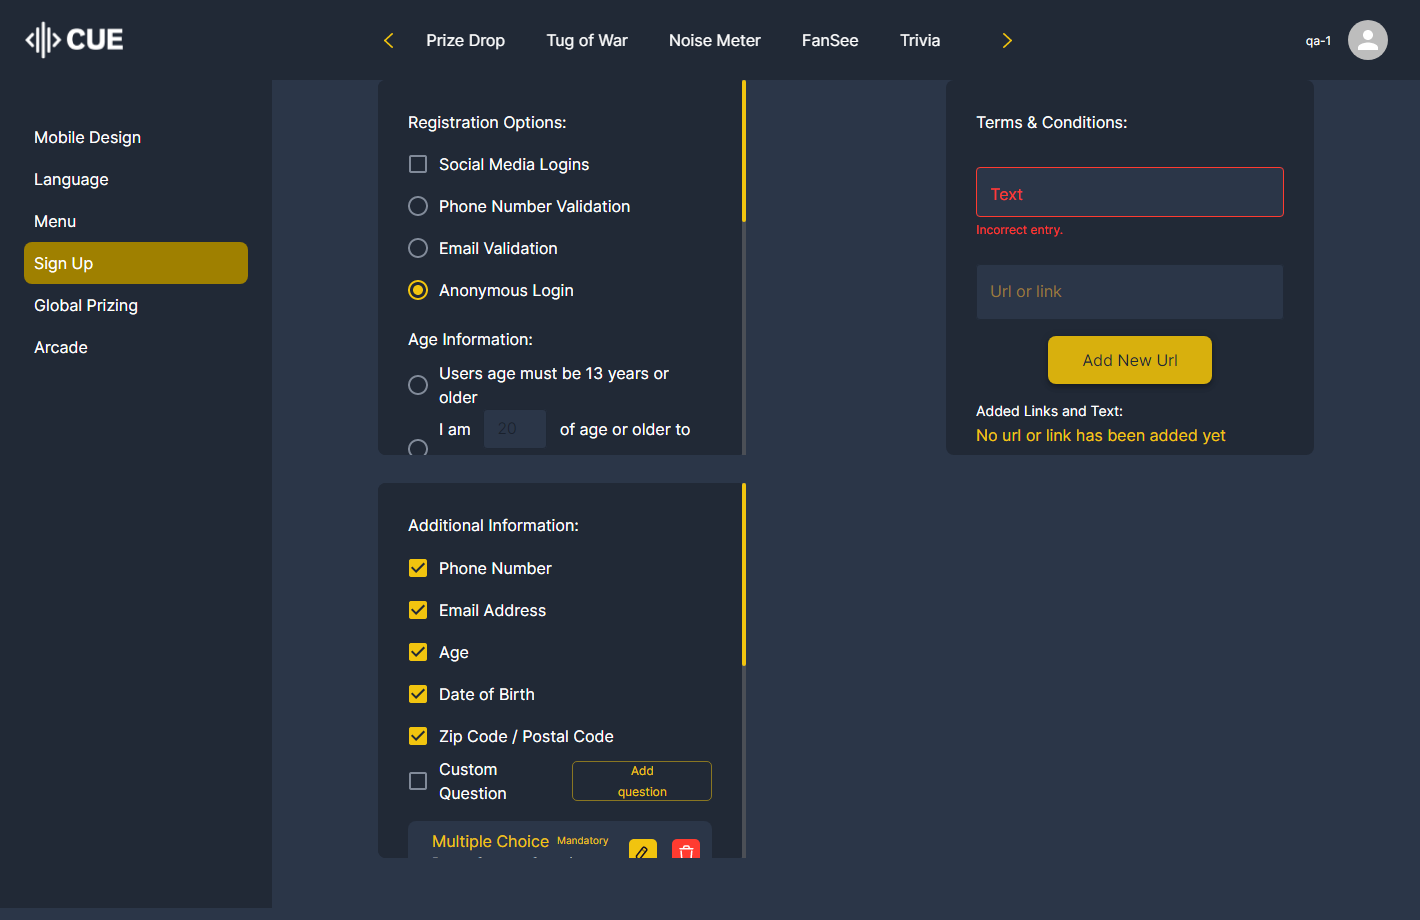 CUE
Prize Drop
Tug of War
Noise Meter
FanSee
Trivia
qa-1
Mobile Design
Language
Menu
Sign Up
Global Prizing
Arcade
Registration Options:
Social Media Logins
Phone Number Validation
Email Validation
Anonymous Login
Age Information:
Users age must be 13 years or
older
I am 20 of age or older to
Additional Information:
Phone Number
Email Address
Age
Date of Birth
Zip Code / Postal Code
Custom
Question
Add
question
Multiple Choice Mandatory
Terms & Conditions:
Text
Incorrect entry.
Url or link
Add New Url
Added Links and Text:
No url or link has been added yet